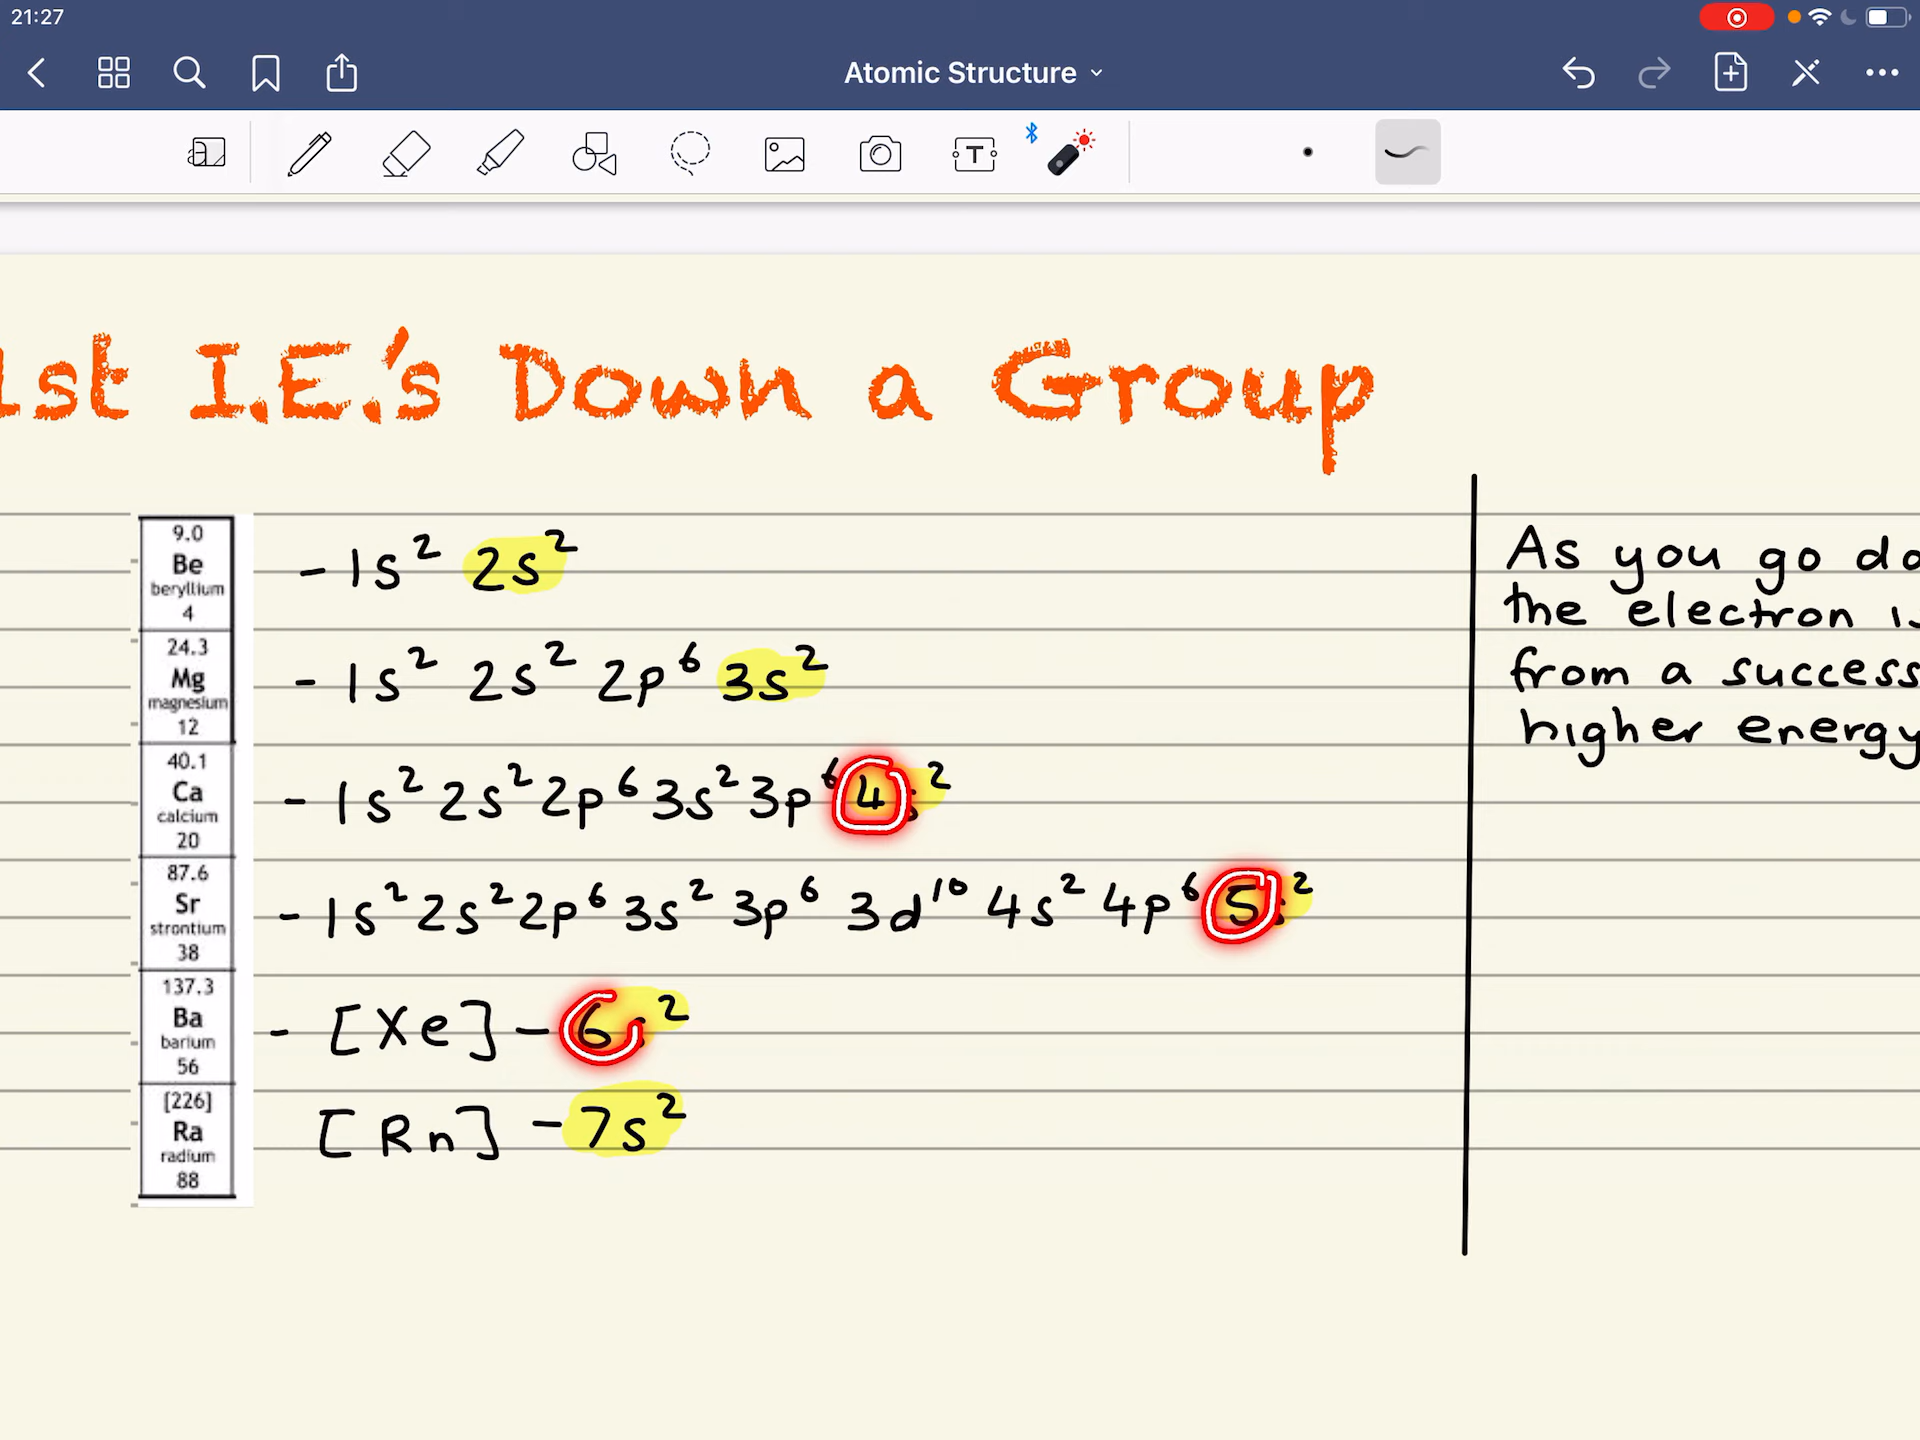 21:27
Atomic Structure
1st I.E.'s Down a Group
9.0
Be
beryllium
4
- 1s² 2s²
24.3
Mg
magnesium
12
- 1s² 2s² 2p⁶ 3s²
40.1
Ca
calcium
20
- 1s² 2s² 2p⁶ 3s² 3p⁶ 4s²
87.6
Sr
strontium
38
- 1s² 2s² 2p⁶ 3s² 3p⁶ 3d¹⁰ 4s² 4p⁶ 5s²
137.3
Ba
barium
56
- [Xe] - 6s²
[226]
Ra
radium
88
[Rn] - 7s²
As you go do
the electron is
from a success
higher energy